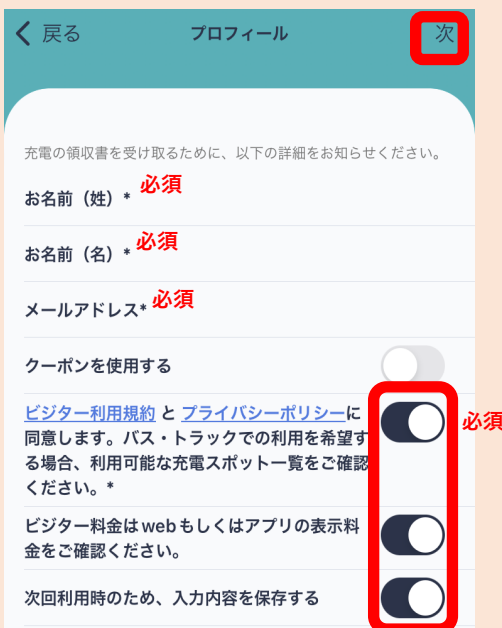 戻る プロフィール 次
充電の領収書を受け取るために、以下の詳細をお知らせください。
お名前（姓）* 必須
お名前（名）* 必須
メールアドレス* 必須
クーポンを使用する
ビジター利用規約 と プライバシーポリシーに
同意します。バス・トラックでの利用を希望す
る場合、利用可能な充電スポット一覧をご確認
ください。*
必須
ビジター料金はwebもしくはアプリの表示料
金をご確認ください。
次回利用時のため、入力内容を保存する